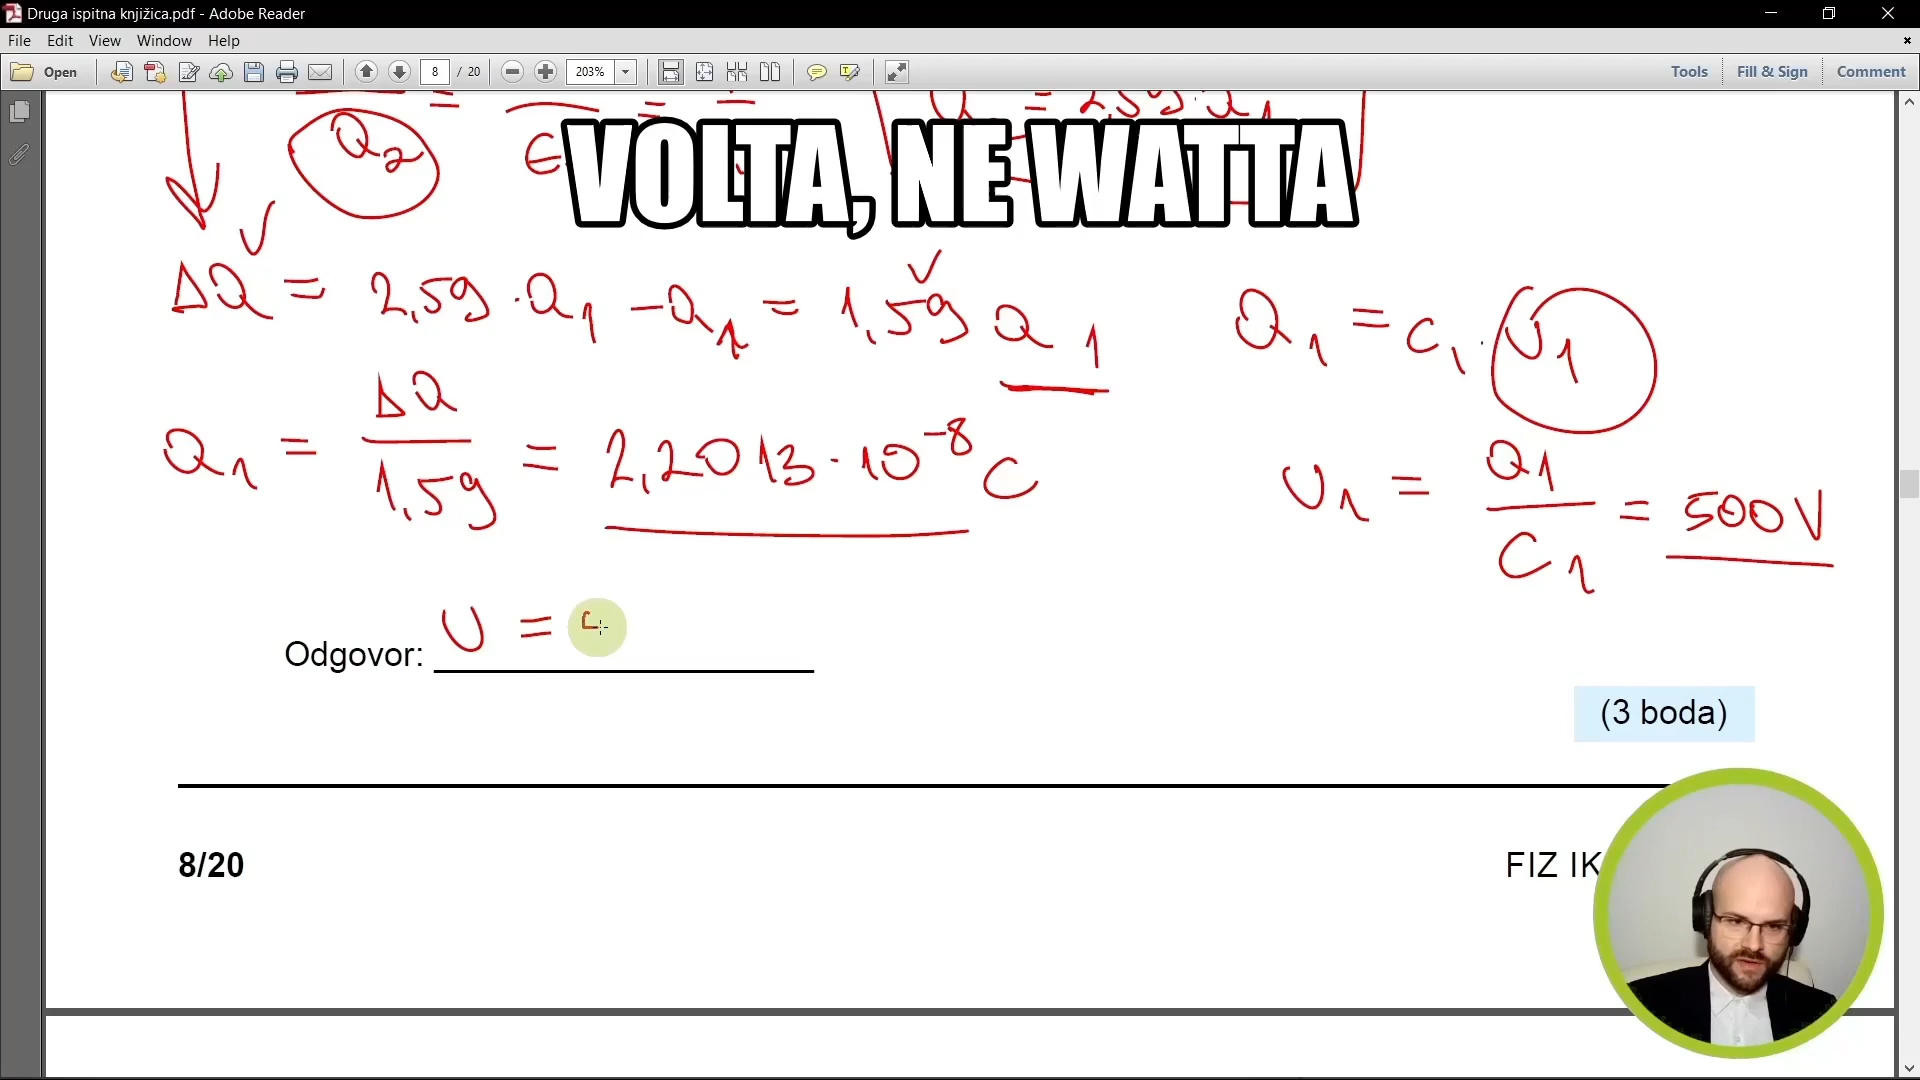 Druga ispitna knjižica.pdf - Adobe Reader
File Edit View Window Help
Open 8 / 20 203% Tools Fill & Sign Comment
VOLTA, NE WATTA
Q2
ΔQ = 2,59·Q1 - Q1 = 1,59 Q1
Q1 = C1·U1
Q1 = ΔQ / 1,59 = 2,2013·10⁻⁸ C
U1 = Q1 / C1 = 500V
Odgovor: U =
(3 boda)
8/20
FIZ IK